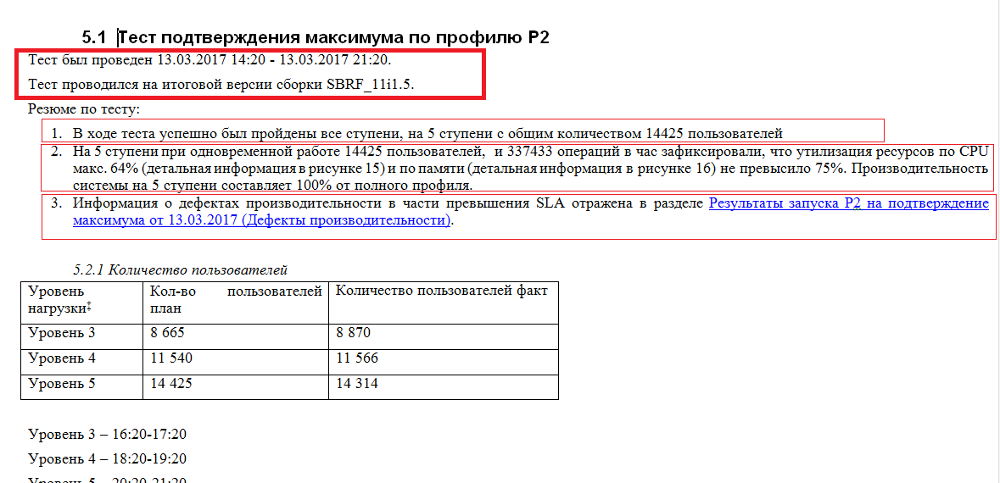 5.1 Тест подтверждения максимума по профилю P2
Тест был проведен 13.03.2017 14:20 - 13.03.2017 21:20.
Тест проводился на итоговой версии сборки SBRF_11i1.5.
Резюме по тесту:
1. В ходе теста успешно был пройдены все ступени, на 5 ступени с общим количеством 14425 пользователей
2. На 5 ступени при одновременной работе 14425 пользователей, и 337433 операций в час зафиксировали, что утилизация ресурсов по CPU
макс. 64% (детальная информация в рисунке 15) и по памяти (детальная информация в рисунке 16) не превысило 75%. Производительность
системы на 5 ступени составляет 100% от полного профиля.
3. Информация о дефектах производительности в части превышения SLA отражена в разделе Результаты запуска P2 на подтверждение
максимума от 13.03.2017 (Дефекты производительности).
5.2.1 Количество пользователей
Уровень нагрузки‡ Кол-во пользователей план Количество пользователей факт
Уровень 3 8 665 8 870
Уровень 4 11 540 11 566
Уровень 5 14 425 14 314
Уровень 3 – 16:20-17:20
Уровень 4 – 18:20-19:20
Уровень 5 – 20:20-21:20